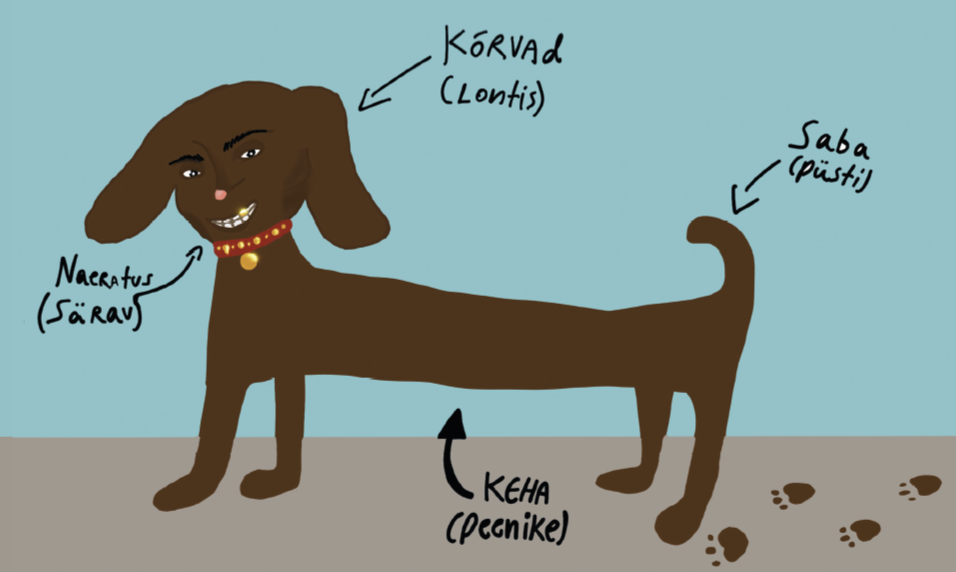 KÕRVAd
(Lontis)
Saba
(püsti)
NaeRatus
(SäRav)
KEHA
(peenike)